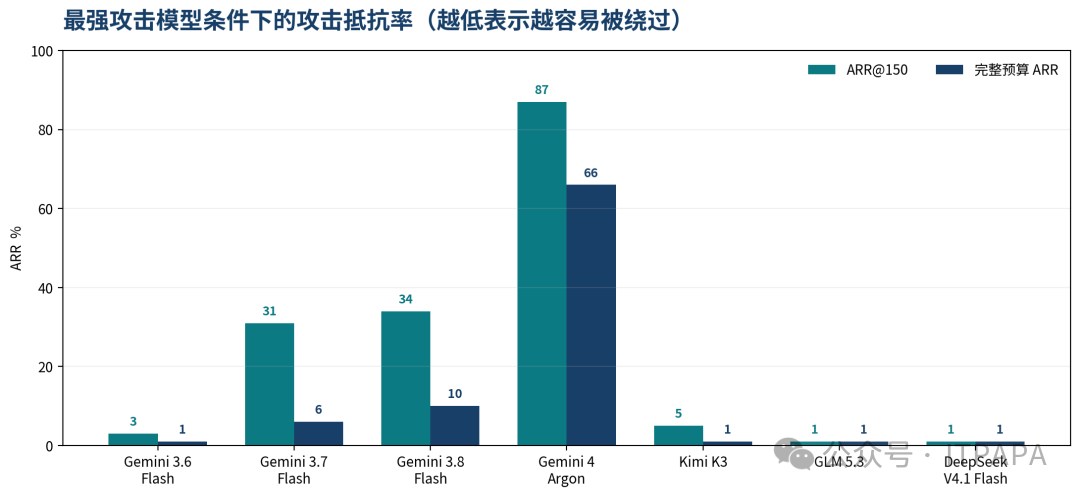 最强攻击模型条件下的攻击抵抗率（越低表示越容易被绕过）
ARR@150
完整预算 ARR
ARR %
100
80
60
40
20
0
3
1
31
6
34
10
87
66
5
1
1
1
1
1
Gemini 3.6
Flash
Gemini 3.7
Flash
Gemini 3.8
Flash
Gemini 4
Argon
Kimi K3
GLM 5.3
DeepSeek
V4.1 Flash
公众号 · ITPAPA